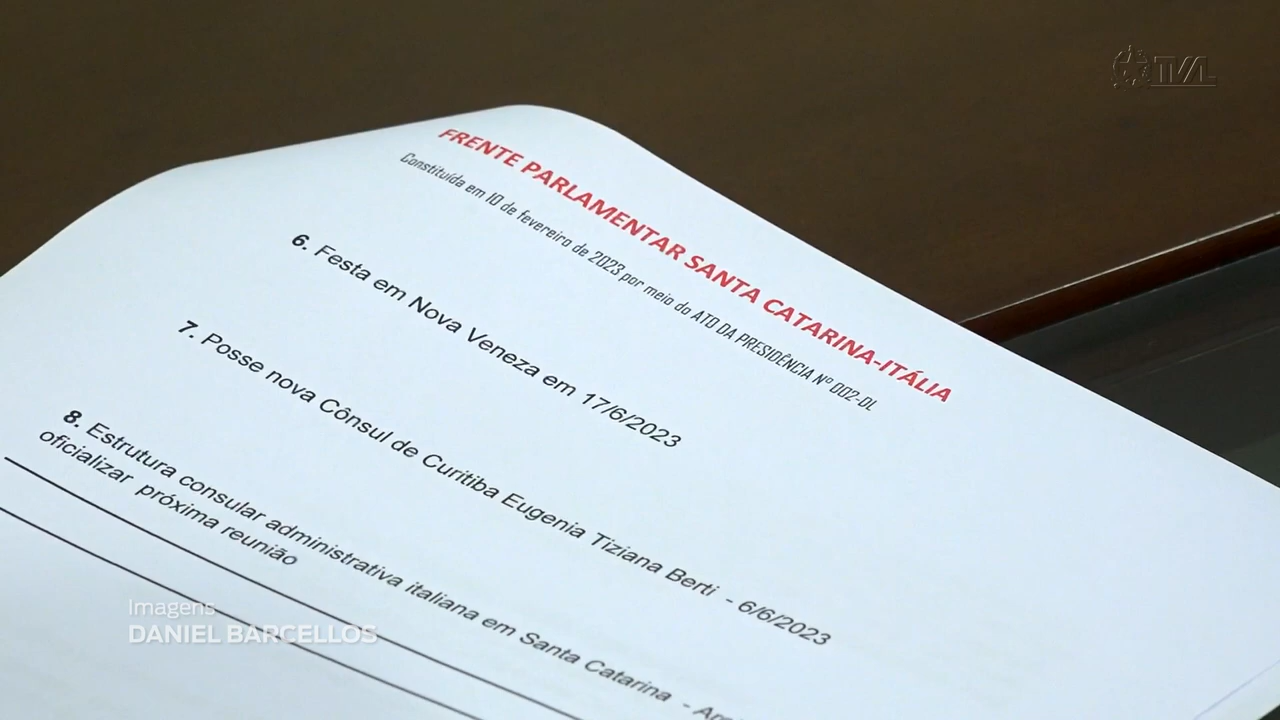 TVAL
FRENTE PARLAMENTAR SANTA CATARINA-ITÁLIA
Constituída em 10 de fevereiro de 2023 por meio do ATO DA PRESIDÊNCIA Nº 002-DL
6. Festa em Nova Veneza em 17/6/2023
7. Posse nova Cônsul de Curitiba Eugenia Tiziana Berti - 6/6/2023
8. Estrutura consular administrativa italiana em Santa Catarina -
oficializar próxima reunião
Imagens
DANIEL BARCELLOS